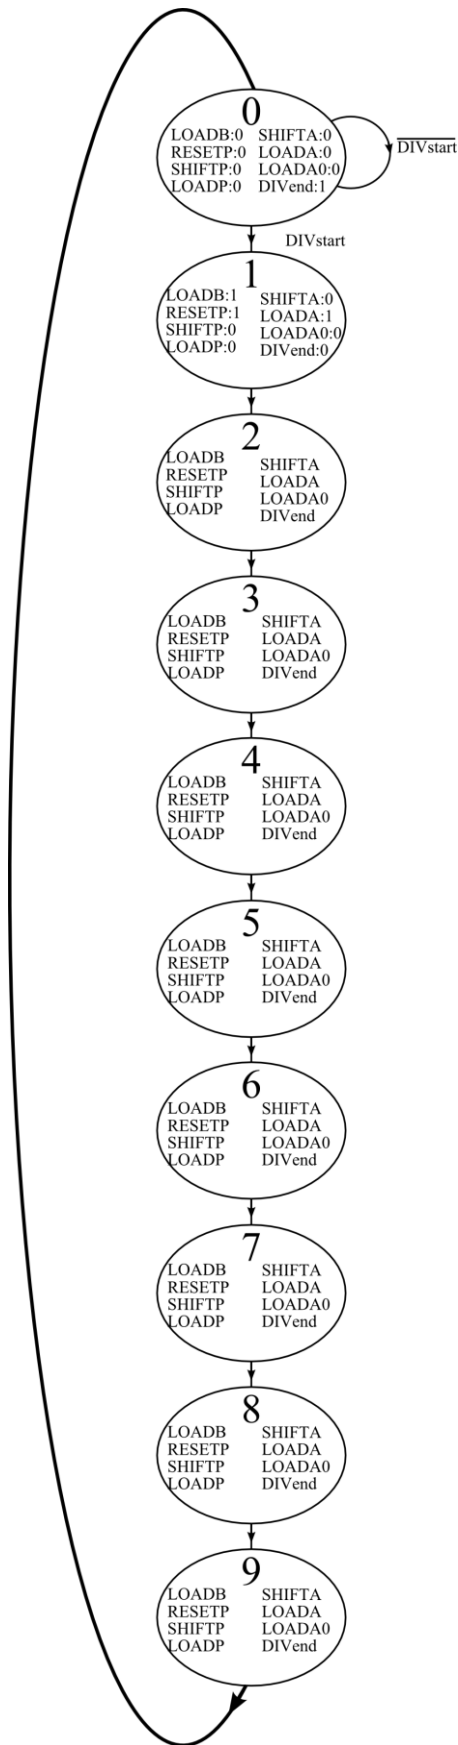 0
LOADB:0 SHIFTA:0
RESETP:0 LOADA:0
SHIFTP:0 LOADA0:0
LOADP:0 DIVend:1
DIVstart
DIVstart
1
LOADB:1 SHIFTA:0
RESETP:1 LOADA:1
SHIFTP:0 LOADA0:0
LOADP:0 DIVend:0
2
LOADB SHIFTA
RESETP LOADA
SHIFTP LOADA0
LOADP DIVend
3
LOADB SHIFTA
RESETP LOADA
SHIFTP LOADA0
LOADP DIVend
4
LOADB SHIFTA
RESETP LOADA
SHIFTP LOADA0
LOADP DIVend
5
LOADB SHIFTA
RESETP LOADA
SHIFTP LOADA0
LOADP DIVend
6
LOADB SHIFTA
RESETP LOADA
SHIFTP LOADA0
LOADP DIVend
7
LOADB SHIFTA
RESETP LOADA
SHIFTP LOADA0
LOADP DIVend
8
LOADB SHIFTA
RESETP LOADA
SHIFTP LOADA0
LOADP DIVend
9
LOADB SHIFTA
RESETP LOADA
SHIFTP LOADA0
LOADP DIVend